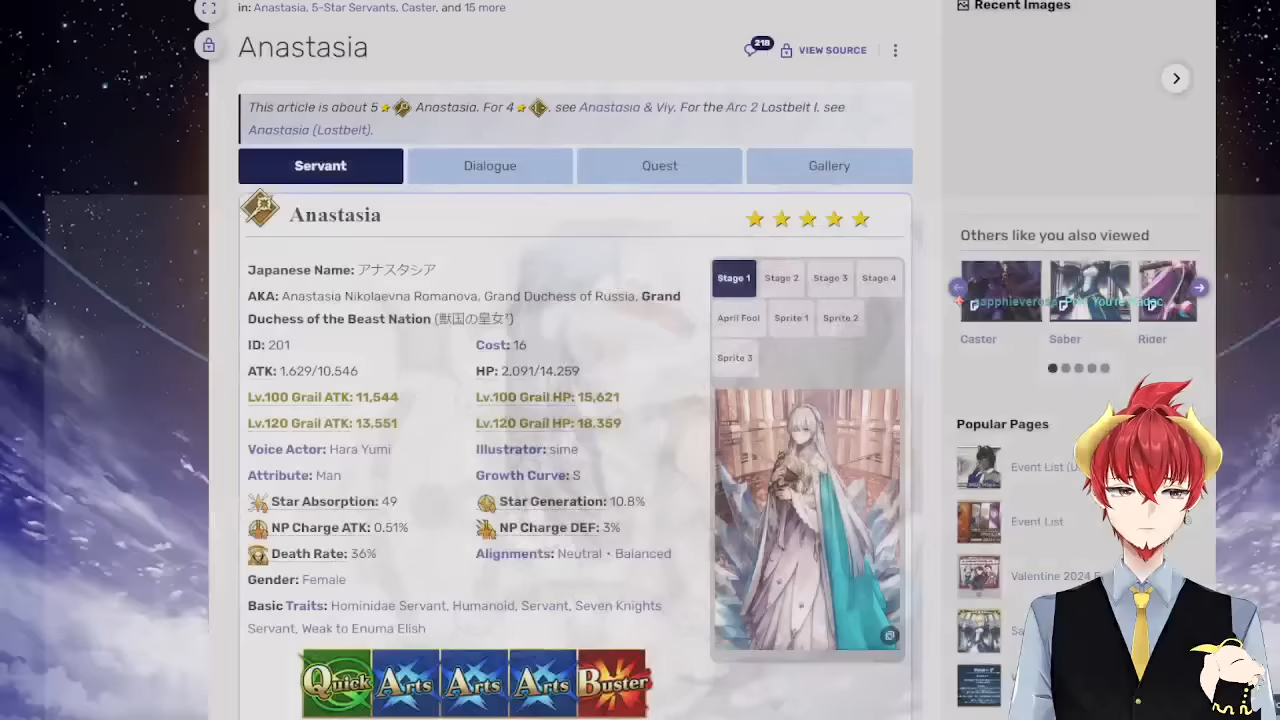 in: Anastasia, 5-Star Servants, Caster, and 15 more
Recent Images
Anastasia
218
VIEW SOURCE
This article is about 5 Anastasia. For 4 , see Anastasia & Viy. For the Arc 2 Lostbelt I, see
Anastasia (Lostbelt).
Servant
Dialogue
Quest
Gallery
Anastasia
Japanese Name: アナスタシア
AKA: Anastasia Nikolaevna Romanova, Grand Duchess of Russia, Grand
Duchess of the Beast Nation
ID: 201
Cost: 16
ATK: 1,629/10,546
HP: 2,091/14,259
Lv.100 Grail ATK: 11,544
Lv.100 Grail HP: 15,621
Lv.120 Grail ATK: 13,551
Lv.120 Grail HP: 18,359
Voice Actor: Hara Yumi
Illustrator: sime
Attribute: Man
Growth Curve: S
Star Absorption: 49
Star Generation: 10.8%
NP Charge ATK: 0.51%
NP Charge DEF: 3%
Death Rate: 36%
Alignments: Neutral・Balanced
Gender: Female
Basic Traits: Hominidae Servant, Humanoid, Servant, Seven Knights
Servant, Weak to Enuma Elish
Quick Arts Arts Arts Buster
Stage 1
Stage 2
Stage 3
Stage 4
April Fool
Sprite 1
Sprite 2
Sprite 3
Others like you also viewed
Caster
Saber
Rider
Popular Pages
Event List (U
Event List
Valentine 2024 E
Sa